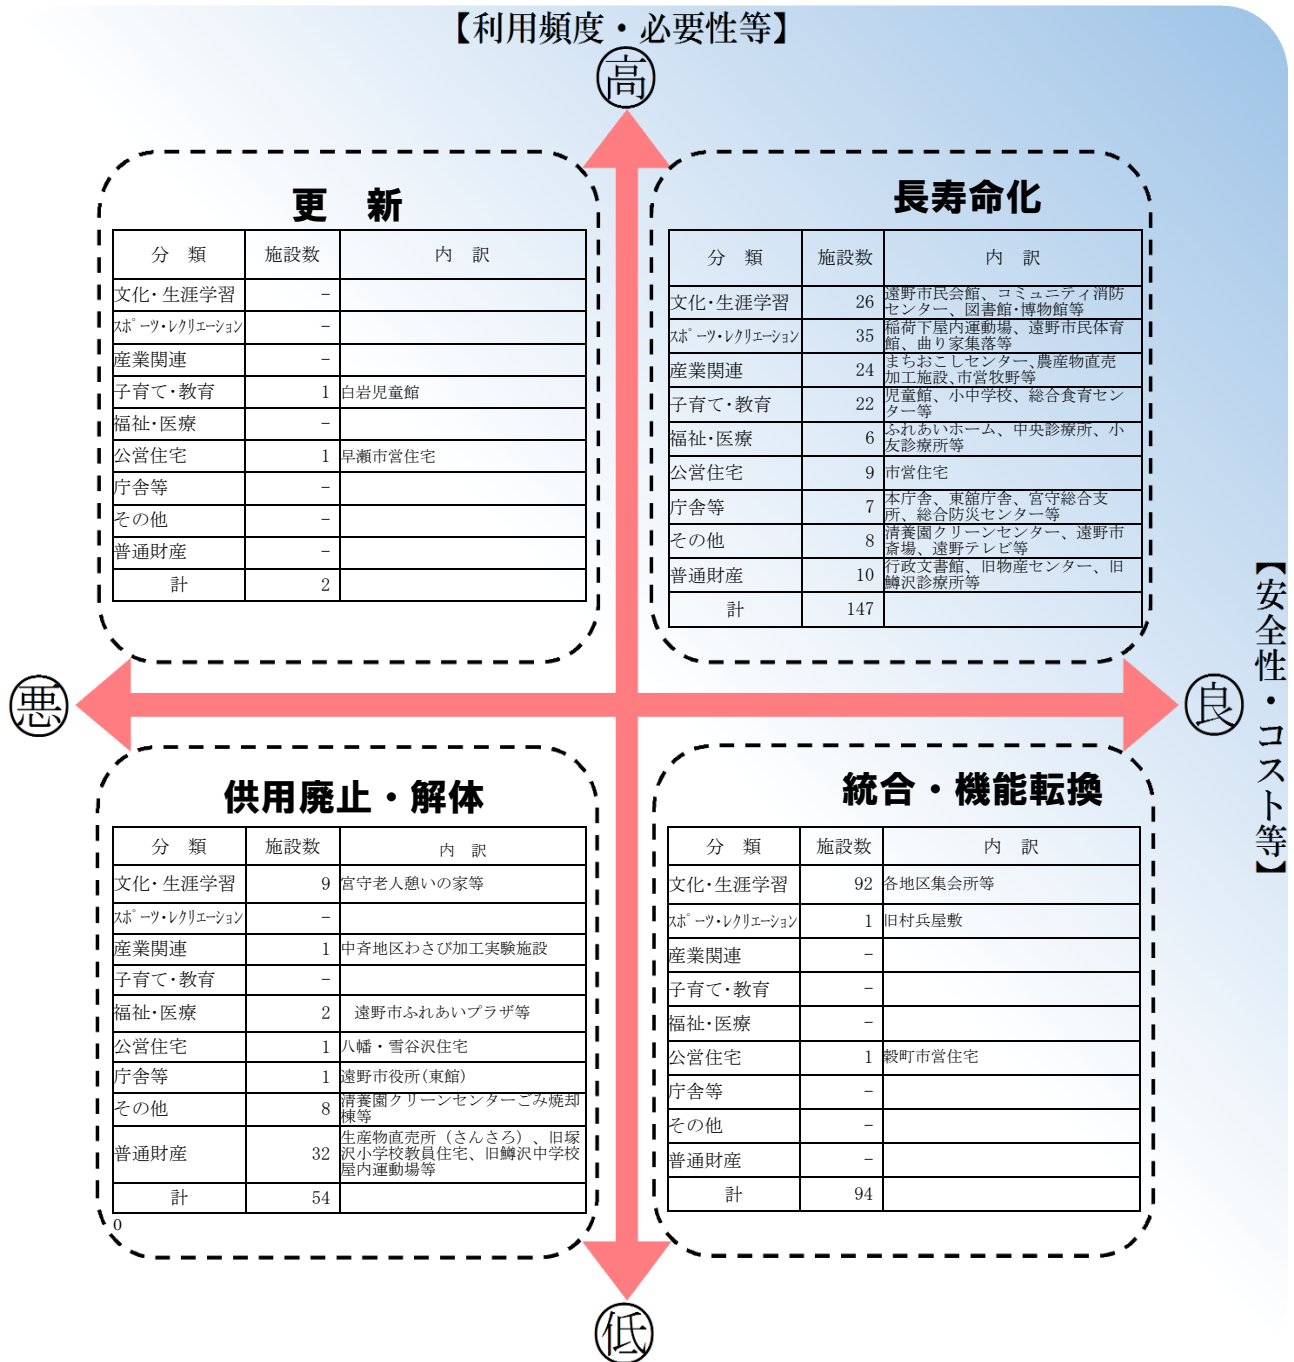 【利用頻度・必要性等】
高
更　新
分　類　施設数　内　訳
文化・生涯学習　－
スポーツ・レクリエーション　－
産業関連　－
子育て・教育　1　白岩児童館
福祉・医療　－
公営住宅　1　早瀬市営住宅
庁舎等　－
その他　－
普通財産　－
計　2
長寿命化
分　類　施設数　内　訳
文化・生涯学習　26　遠野市民会館、コミュニティ消防
センター、図書館・博物館等
スポーツ・レクリエーション　35　稲荷下屋内運動場、遠野市民体育
館、曲り家集落等
産業関連　24　まちおこしセンター、農産物直売
加工施設、市営牧野等
子育て・教育　22　児童館、小中学校、総合食育セン
ター等
福祉・医療　6　ふれあいホーム、中央診療所、小
友診療所等
公営住宅　9　市営住宅
庁舎等　7　本庁舎、東舘庁舎、宮守総合支
所、総合防災センター等
その他　8　清養園クリーンセンター、遠野市
斎場、遠野テレビ等
普通財産　10　行政文書館、旧物産センター、旧
鱒沢診療所等
計　147
悪
良
【安全性・コスト等】
供用廃止・解体
分　類　施設数　内　訳
文化・生涯学習　9　宮守老人憩いの家等
スポーツ・レクリエーション　－
産業関連　1　中斉地区わさび加工実験施設
子育て・教育　－
福祉・医療　2　遠野市ふれあいプラザ等
公営住宅　1　八幡・雪谷沢住宅
庁舎等　1　遠野市役所(東館)
その他　8　清養園クリーンセンターごみ焼却
棟等
普通財産　32　生産物直売所（さんさろ）、旧塚
沢小学校教員住宅、旧鱒沢中学校
屋内運動場等
計　54
0
統合・機能転換
分　類　施設数　内　訳
文化・生涯学習　92　各地区集会所等
スポーツ・レクリエーション　1　旧村兵屋敷
産業関連　－
子育て・教育　－
福祉・医療　－
公営住宅　1　穀町市営住宅
庁舎等　－
その他　－
普通財産　－
計　94
低